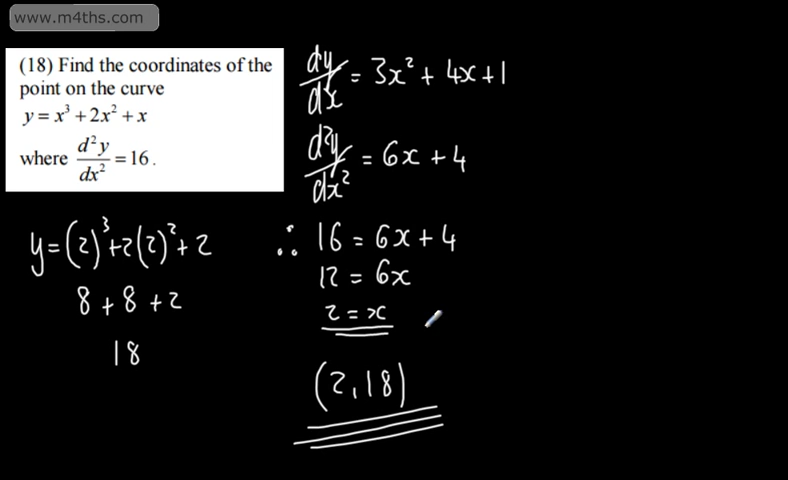 www.m4ths.com
(18) Find the coordinates of the
point on the curve
y = x³ + 2x² + x
where d²y/dx² = 16.
dy/dx = 3x² + 4x + 1
d²y/dx² = 6x + 4
∴ 16 = 6x + 4
12 = 6x
2 = x
y = (2)³ + 2(2)² + 2
8 + 8 + 2
18
(2, 18)